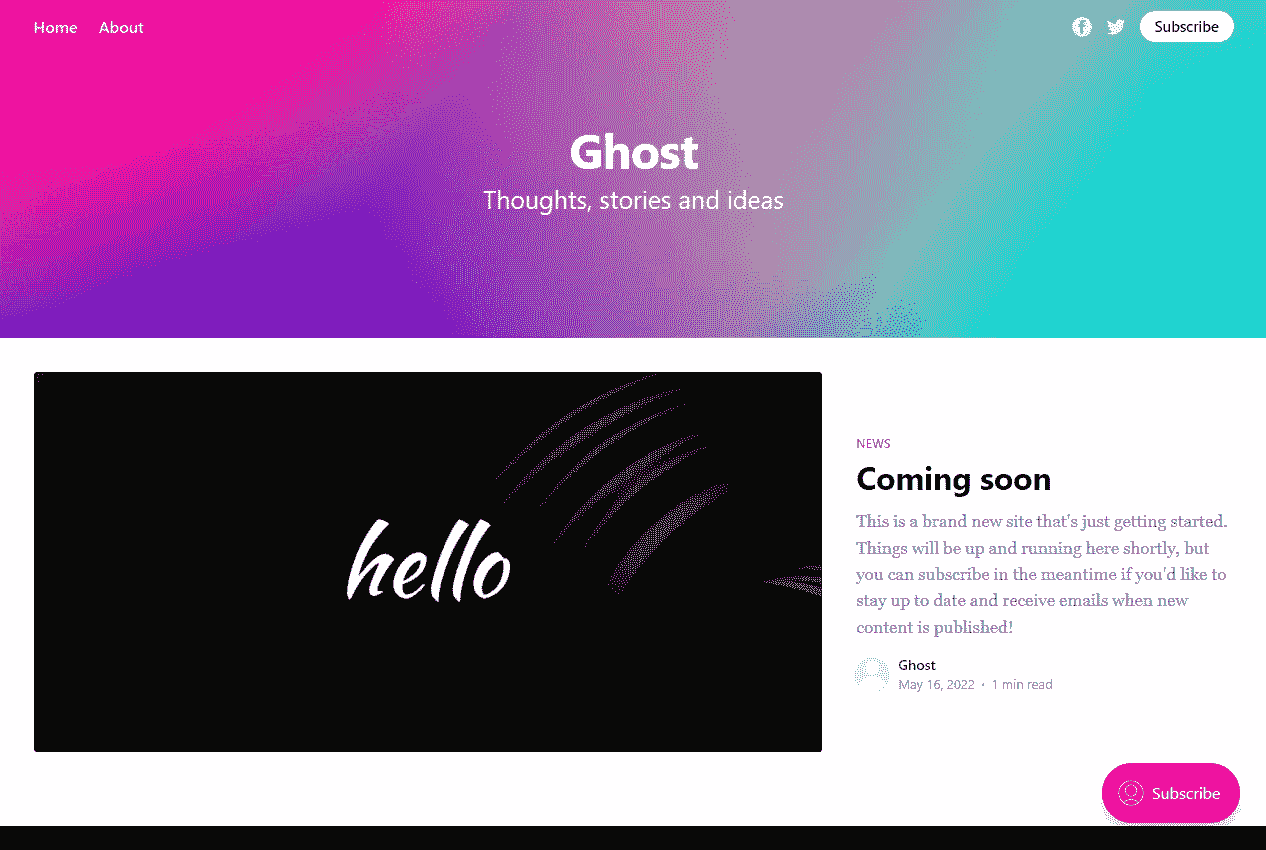 Home About Subscribe
Ghost
Thoughts, stories and ideas
hello
NEWS
Coming soon
This is a brand new site that's just getting started.
Things will be up and running here shortly, but
you can subscribe in the meantime if you'd like to
stay up to date and receive emails when new
content is published!
Ghost
May 16, 2022 • 1 min read
Subscribe